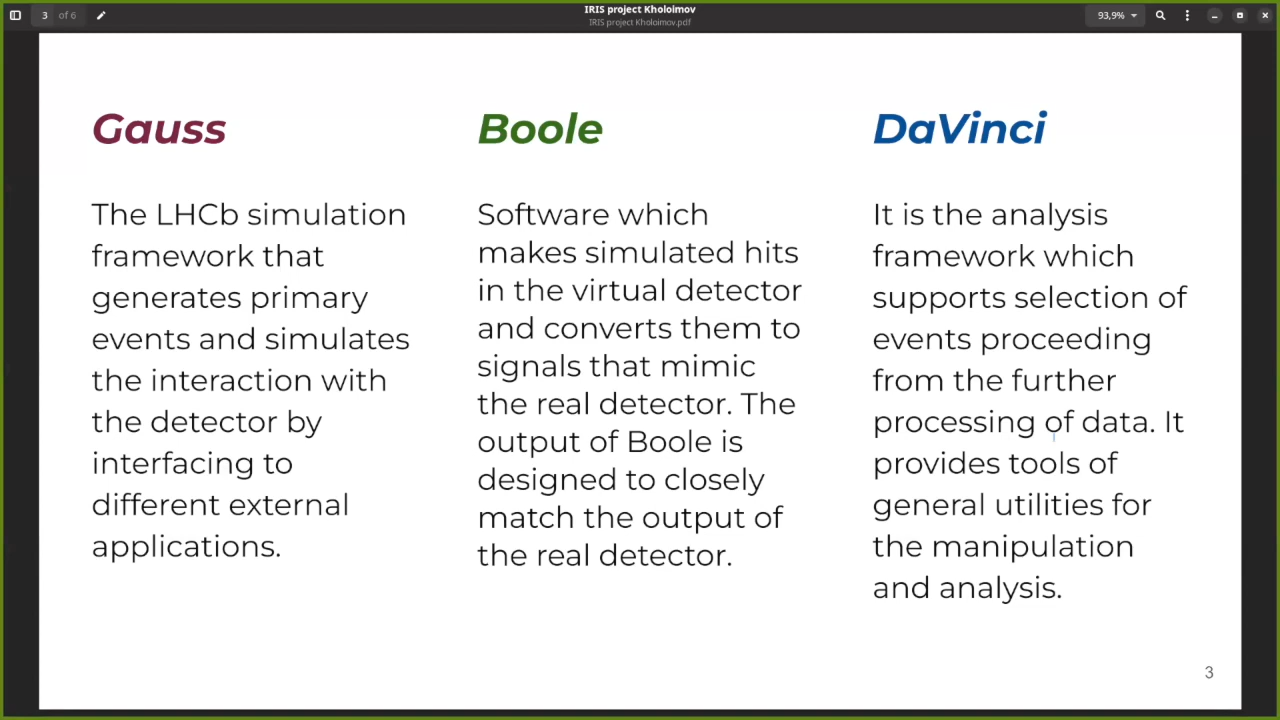 3 of 6
IRIS project Kholoimov
IRIS project Kholoimov.pdf
93,9%
Gauss
The LHCb simulation
framework that
generates primary
events and simulates
the interaction with
the detector by
interfacing to
different external
applications.
Boole
Software which
makes simulated hits
in the virtual detector
and converts them to
signals that mimic
the real detector. The
output of Boole is
designed to closely
match the output of
the real detector.
DaVinci
It is the analysis
framework which
supports selection of
events proceeding
from the further
processing of data. It
provides tools of
general utilities for
the manipulation
and analysis.
3